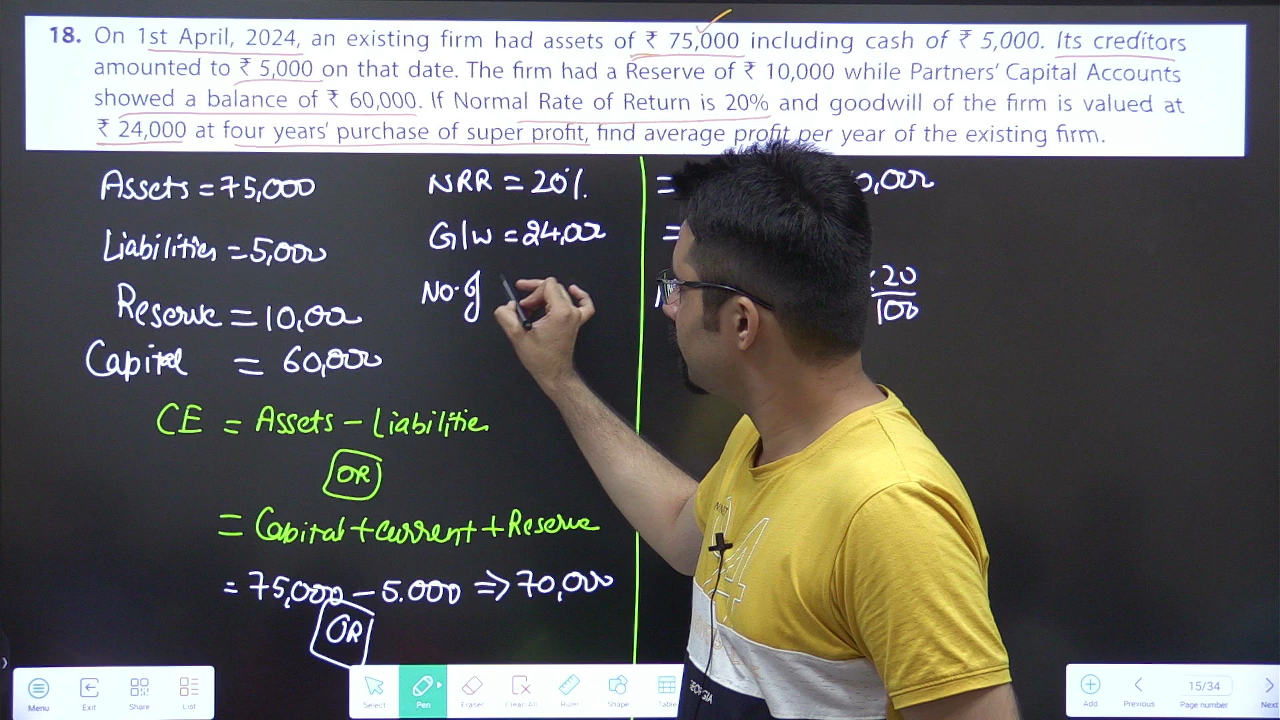 18. On 1st April, 2024, an existing firm had assets of ₹ 75,000 including cash of ₹ 5,000. Its creditors
amounted to ₹ 5,000 on that date. The firm had a Reserve of ₹ 10,000 while Partners' Capital Accounts
showed a balance of ₹ 60,000. If Normal Rate of Return is 20% and goodwill of the firm is valued at
₹ 24,000 at four years' purchase of super profit, find average profit per year of the existing firm.
Assets = 75,000
Liabilities = 5,000
Reserve = 10,000
Capital = 60,000
CE = Assets - Liabilities
OR
= Capital + Current + Reserve
= 75,000 - 5.000 ⇒ 70,000
OR
NRR = 20%
G/W = 24,000
No. of
=
0,000
=
20
100
Menu
Exit
Share
List
Select
Pen
Eraser
Clear All
Ruler
Shape
Table
Add
Previous
15/34
Page number
Next